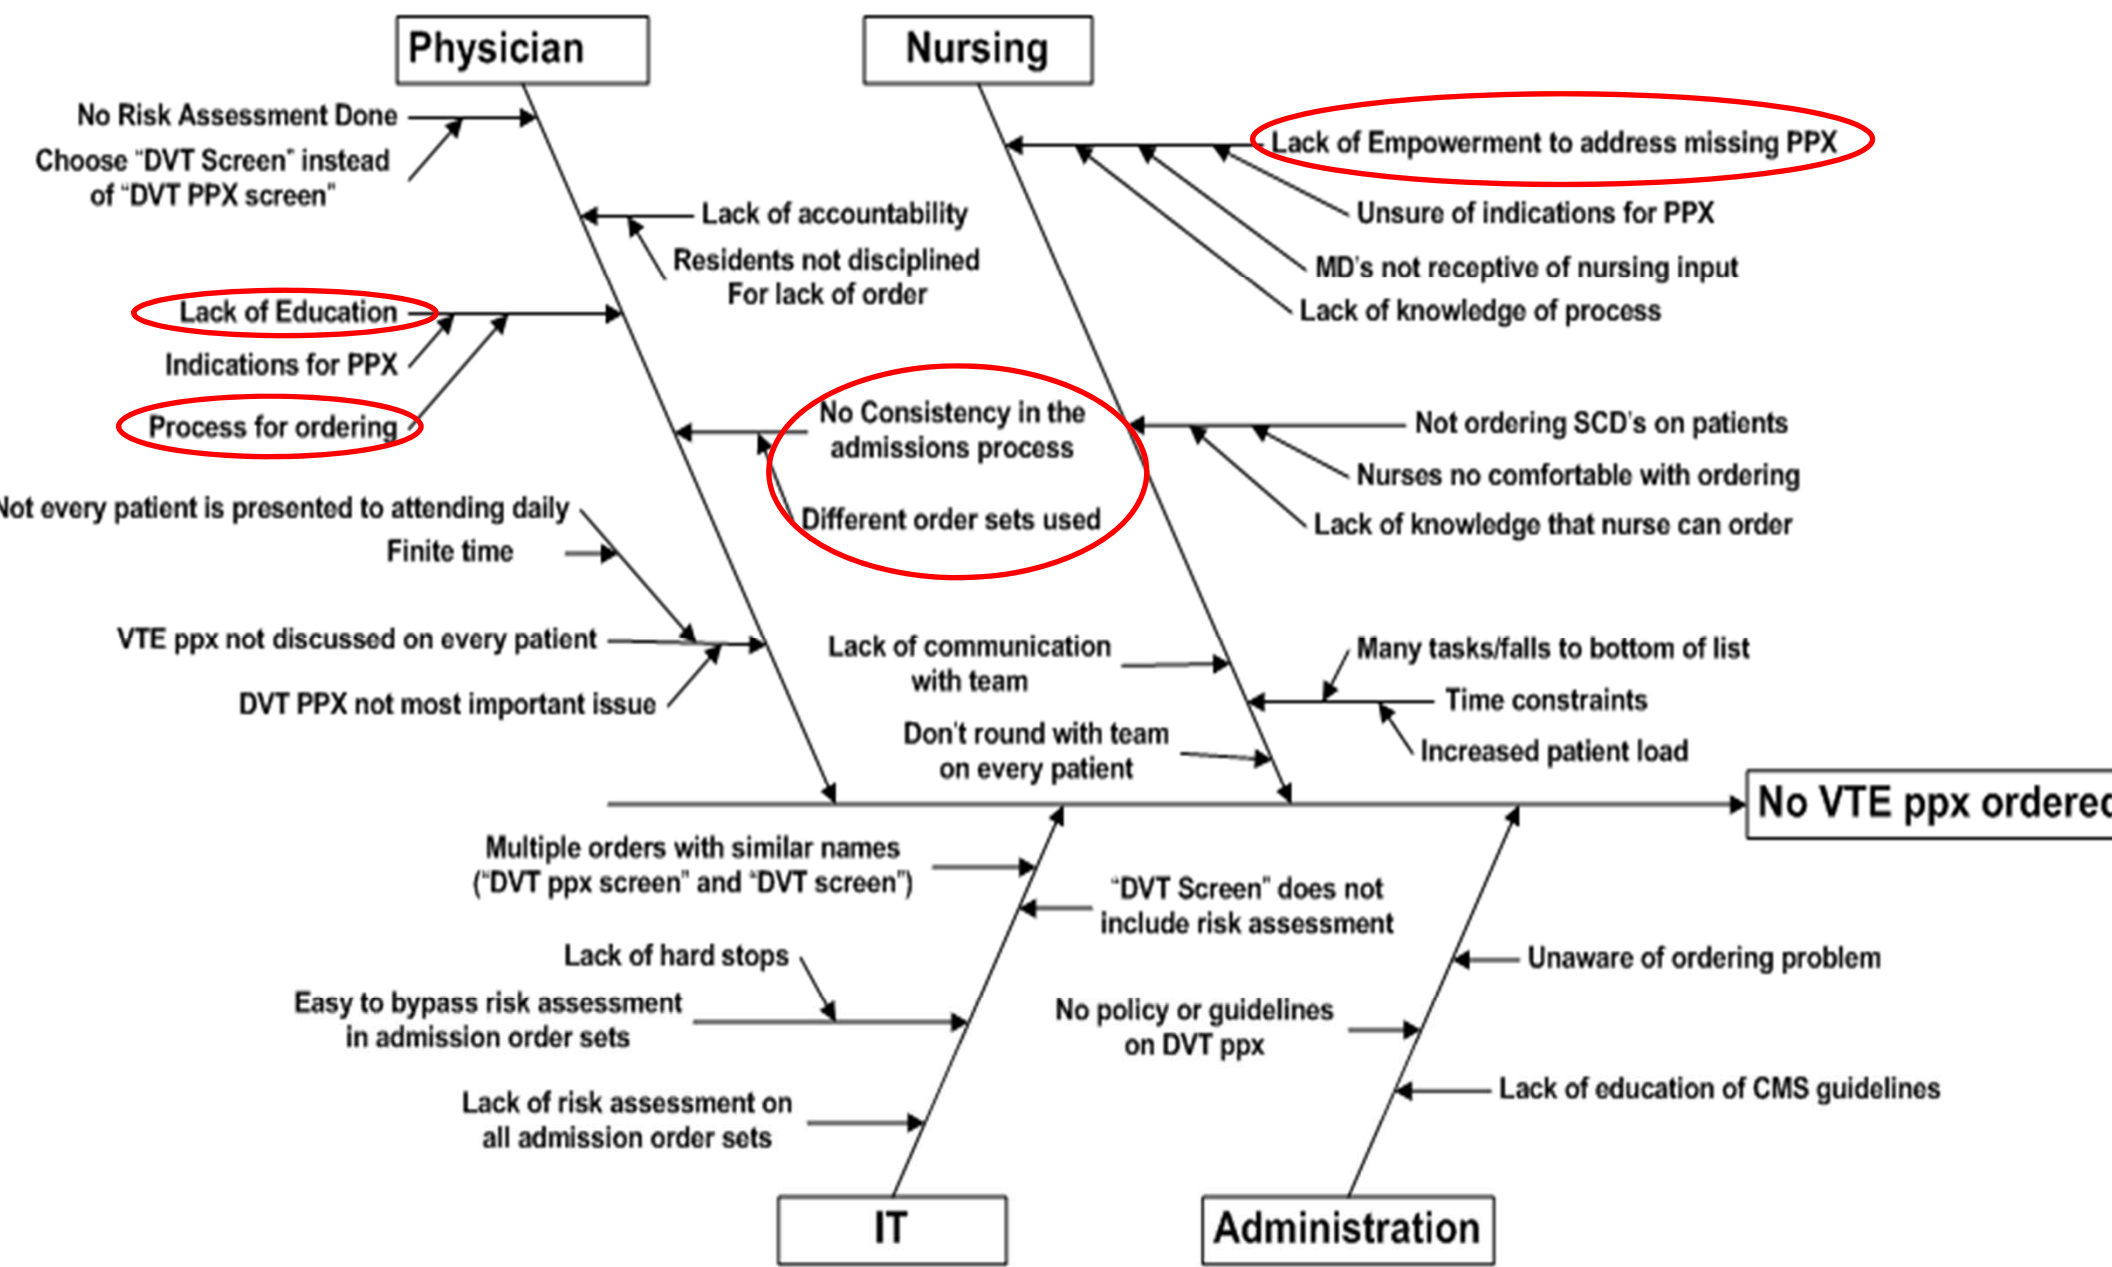 Physician
Nursing
No Risk Assessment Done
Choose “DVT Screen” instead
of “DVT PPX screen”
Lack of accountability
Residents not disciplined
For lack of order
Lack of Education
Indications for PPX
Process for ordering
No Consistency in the
admissions process
Different order sets used
Not every patient is presented to attending daily
Finite time
VTE ppx not discussed on every patient
DVT PPX not most important issue
Lack of Empowerment to address missing PPX
Unsure of indications for PPX
MD's not receptive of nursing input
Lack of knowledge of process
Not ordering SCD's on patients
Nurses no comfortable with ordering
Lack of knowledge that nurse can order
Lack of communication
with team
Many tasks/falls to bottom of list
Time constraints
Increased patient load
Don't round with team
on every patient
No VTE ppx ordered
Multiple orders with similar names
(“DVT ppx screen” and “DVT screen”)
“DVT Screen” does not
include risk assessment
Lack of hard stops
Easy to bypass risk assessment
in admission order sets
Lack of risk assessment on
all admission order sets
Unaware of ordering problem
No policy or guidelines
on DVT ppx
Lack of education of CMS guidelines
IT
Administration